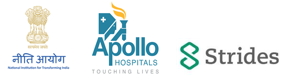 नीति आयोग
National Institution for Transforming India
Apollo
HOSPITALS
TOUCHING LIVES
Strides